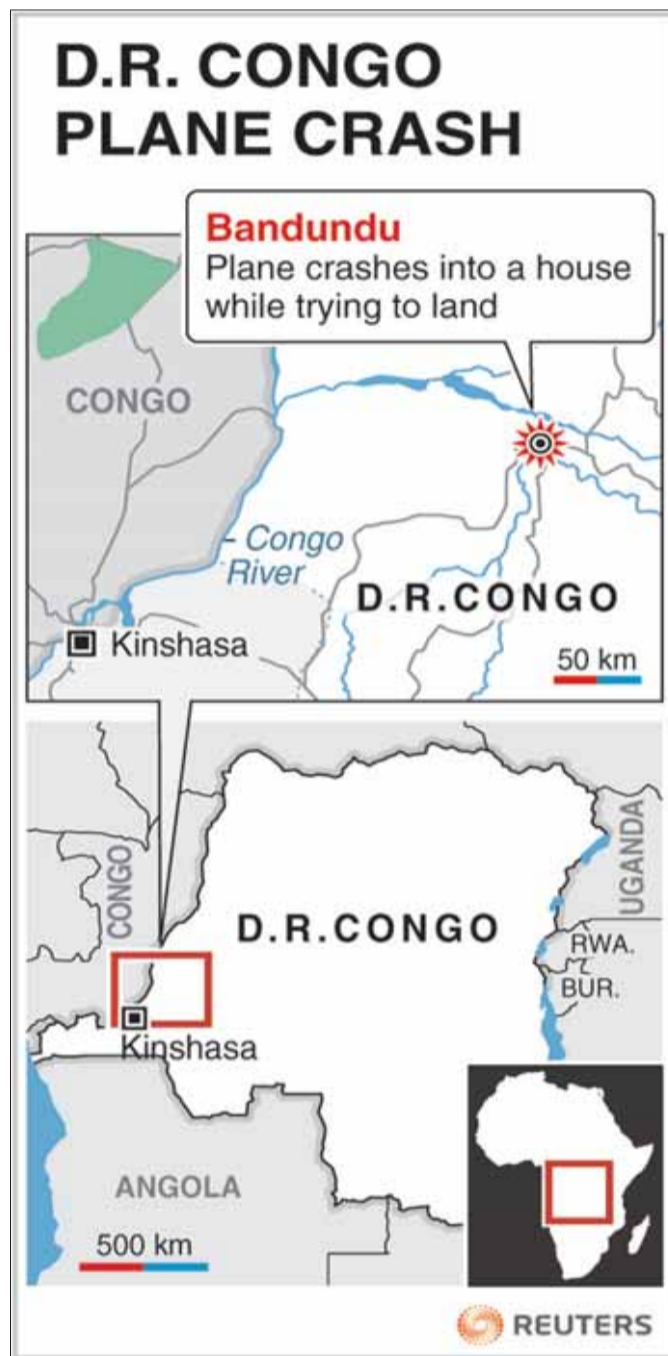 D.R. CONGO
PLANE CRASH
Bandundu
Plane crashes into a house
while trying to land
CONGO
Congo
River
D.R.CONGO
Kinshasa
50 km
CONGO
UGANDA
D.R.CONGO
RWA.
BUR.
Kinshasa
ANGOLA
500 km
REUTERS